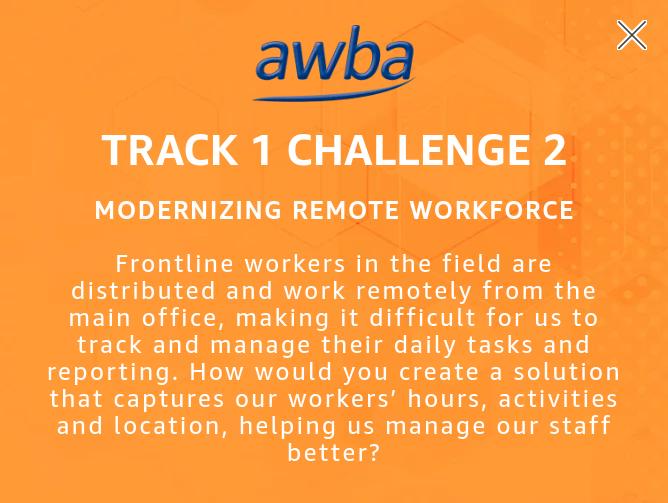 awba
TRACK 1 CHALLENGE 2
MODERNIZING REMOTE WORKFORCE
Frontline workers in the field are
distributed and work remotely from the
main office, making it difficult for us to
track and manage their daily tasks and
reporting. How would you create a solution
that captures our workers’ hours, activities
and location, helping us manage our staff
better?